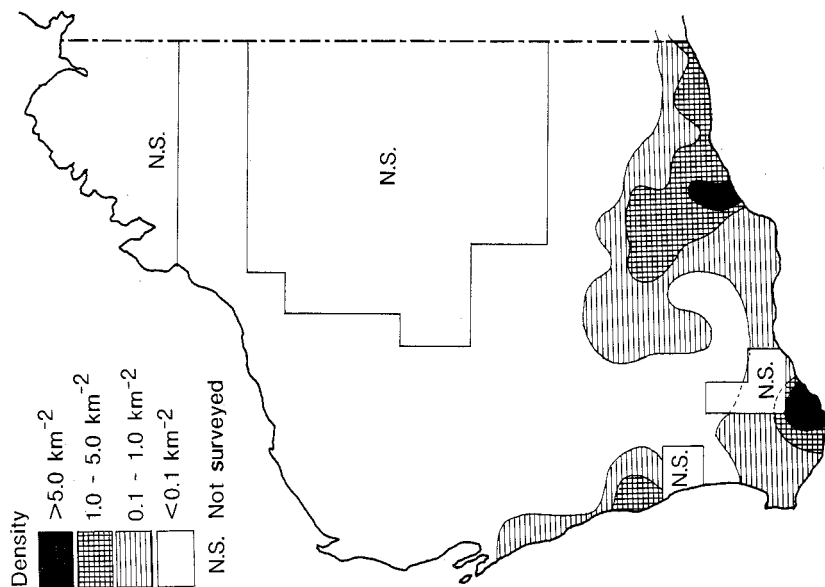 Density
>5.0 km⁻²
1.0 - 5.0 km⁻²
0.1 - 1.0 km⁻²
<0.1 km⁻²
N.S. Not surveyed
N.S.
N.S.
N.S.
N.S.